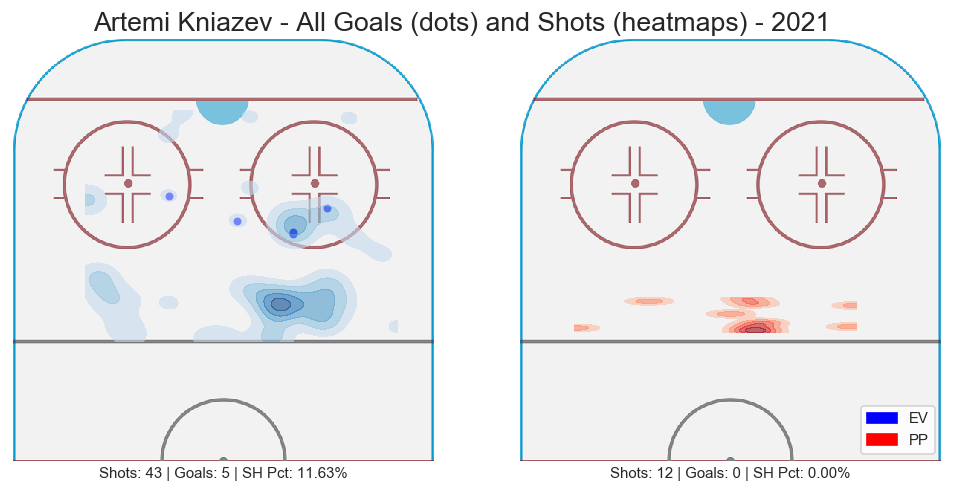 Artemi Kniazev - All Goals (dots) and Shots (heatmaps) - 2021
EV
PP
Shots: 43 | Goals: 5 | SH Pct: 11.63%
Shots: 12 | Goals: 0 | SH Pct: 0.00%